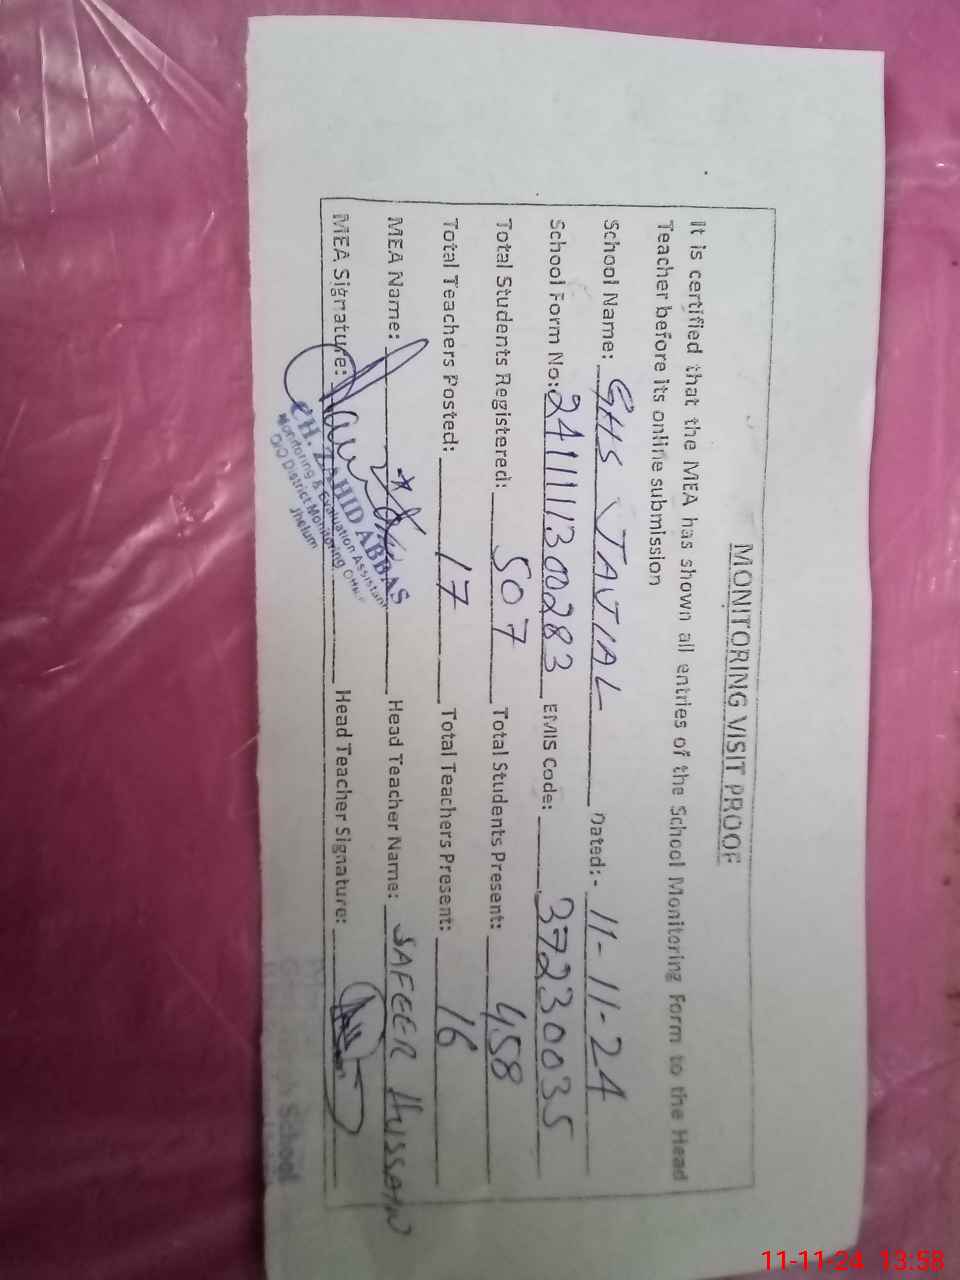 MONITORING VISIT PROOF
It is certified that the MEA has shown all entries of the School Monitoring Form to the Head
Teacher before its online submission
School Name: GHS JAJIAL Dated:- 11-11-24
School Form No: 2411111300283 EMIS Code: 37230035
Total Students Registered: 507 Total Students Present: 458
Total Teachers Posted: 17 Total Teachers Present: 16
MEA Name: Head Teacher Name: SAFEER HUSSAIN
MEA Signature: Head Teacher Signature:
CH. ZAHID ABBAS
Monitoring & Evaluation Assistant
O/O District Monitoring Office
Jhelum
School
11-11-24 13:58